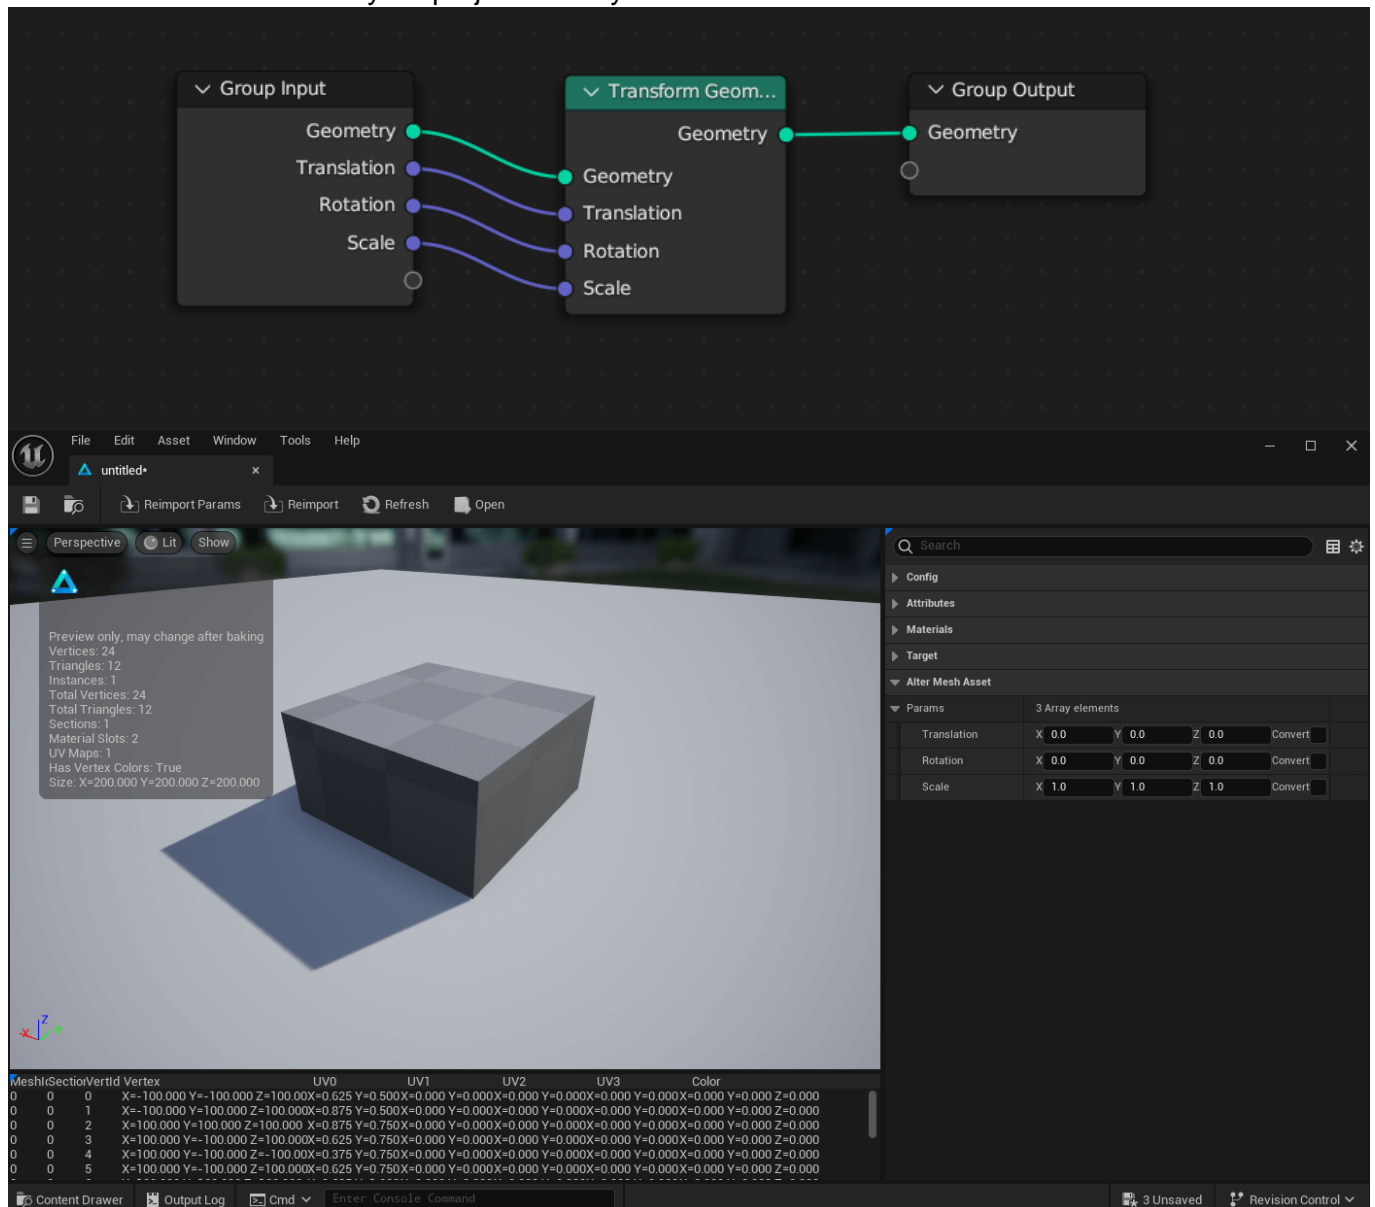 Group Input
Geometry
Translation
Rotation
Scale
Transform Geom...
Geometry
Geometry
Translation
Rotation
Scale
Group Output
Geometry
File Edit Asset Window Tools Help
untitled*
Reimport Params Reimport Refresh Open
Perspective Lit Show
Preview only, may change after baking
Vertices: 24
Triangles: 12
Instances: 1
Total Vertices: 24
Total Triangles: 12
Sections: 1
Material Slots: 2
UV Maps: 1
Has Vertex Colors: True
Size: X=200.000 Y=200.000 Z=200.000
Z
X Y
Search
Config
Attributes
Materials
Target
Alter Mesh Asset
Params 3 Array elements
Translation X 0.0 Y 0.0 Z 0.0 Convert
Rotation X 0.0 Y 0.0 Z 0.0 Convert
Scale X 1.0 Y 1.0 Z 1.0 Convert
VertId Vertex UV0 UV1 UV2 UV3 Color
0 0 0 X=-100.000 Y=-100.000 Z=100.00X=0.625 Y=0.500X=0.000 Y=0.000X=0.000 Y=0.000X=0.000 Y=0.000X=0.000 Y=0.000 Z=0.000
0 0 1 X=-100.000 Y=100.000 Z=100.000X=0.875 Y=0.500X=0.000 Y=0.000X=0.000 Y=0.000X=0.000 Y=0.000X=0.000 Y=0.000 Z=0.000
0 0 2 X=100.000 Y=100.000 Z=100.000 X=0.875 Y=0.750X=0.000 Y=0.000X=0.000 Y=0.000X=0.000 Y=0.000X=0.000 Y=0.000 Z=0.000
0 0 3 X=100.000 Y=-100.000 Z=100.000X=0.625 Y=0.750X=0.000 Y=0.000X=0.000 Y=0.000X=0.000 Y=0.000X=0.000 Y=0.000 Z=0.000
0 0 4 X=100.000 Y=-100.000 Z=-100.00X=0.375 Y=0.750X=0.000 Y=0.000X=0.000 Y=0.000X=0.000 Y=0.000X=0.000 Y=0.000 Z=0.000
0 0 5 X=100.000 Y=-100.000 Z=100.000X=0.625 Y=0.750X=0.000 Y=0.000X=0.000 Y=0.000X=0.000 Y=0.000X=0.000 Y=0.000 Z=0.000
Content Drawer Output Log Cmd Enter Console Command 3 Unsaved Revision Control